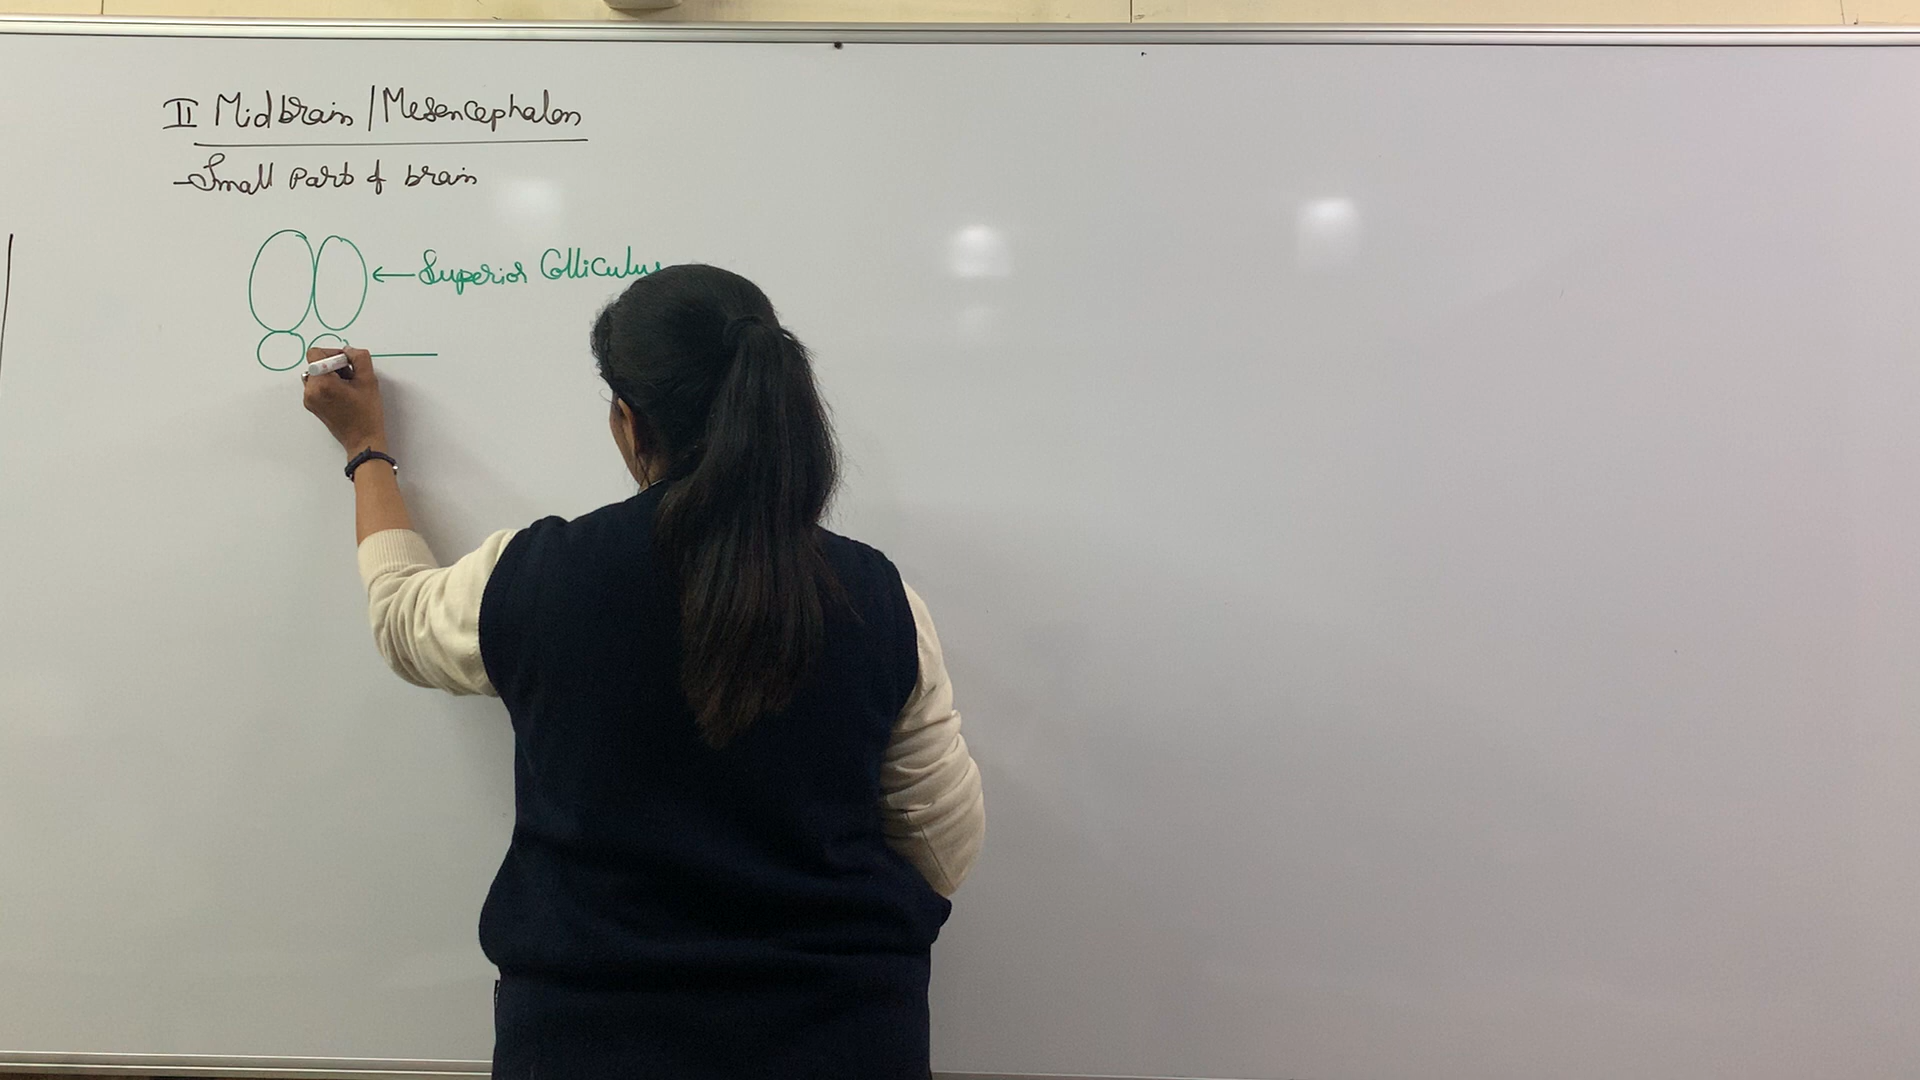 II Midbrain / Mesencephalon
- Small part of brain
← Superior Colliculus